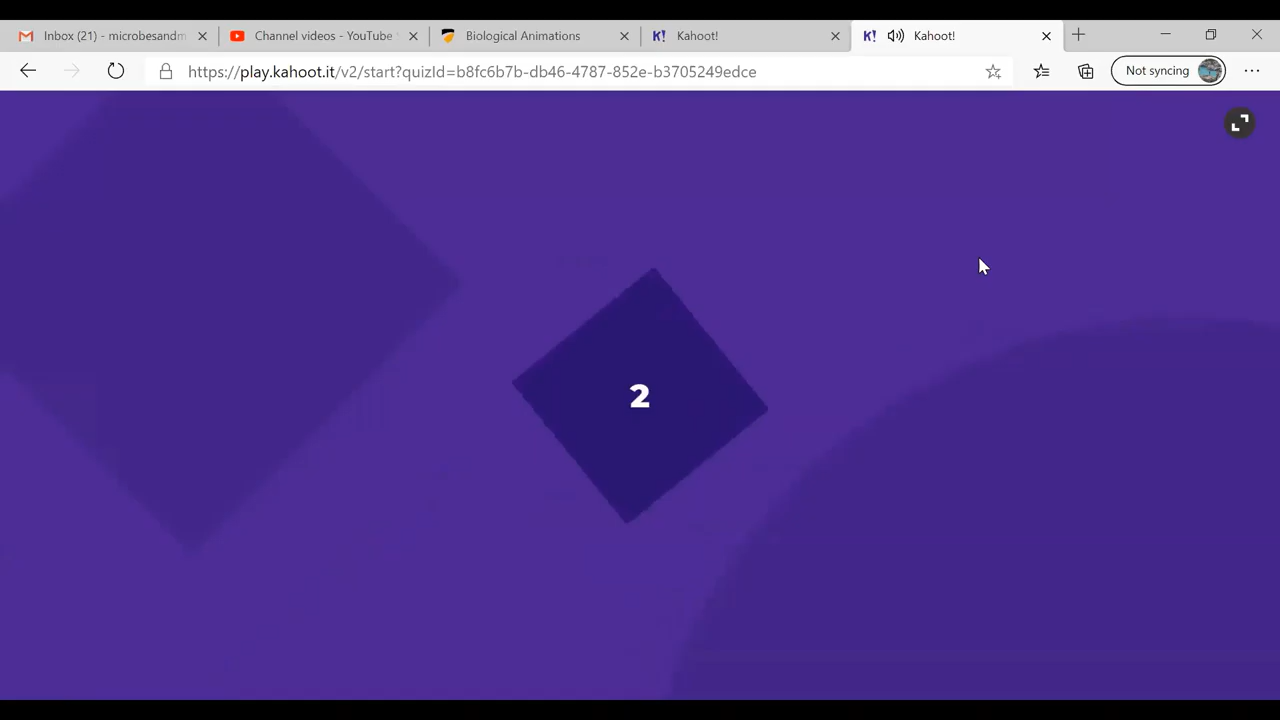 Inbox (21) - microbesandm
Channel videos - YouTube
Biological Animations
K! Kahoot!
K! Kahoot!
https://play.kahoot.it/v2/start?quizId=b8fc6b7b-db46-4787-852e-b3705249edce
Not syncing
2